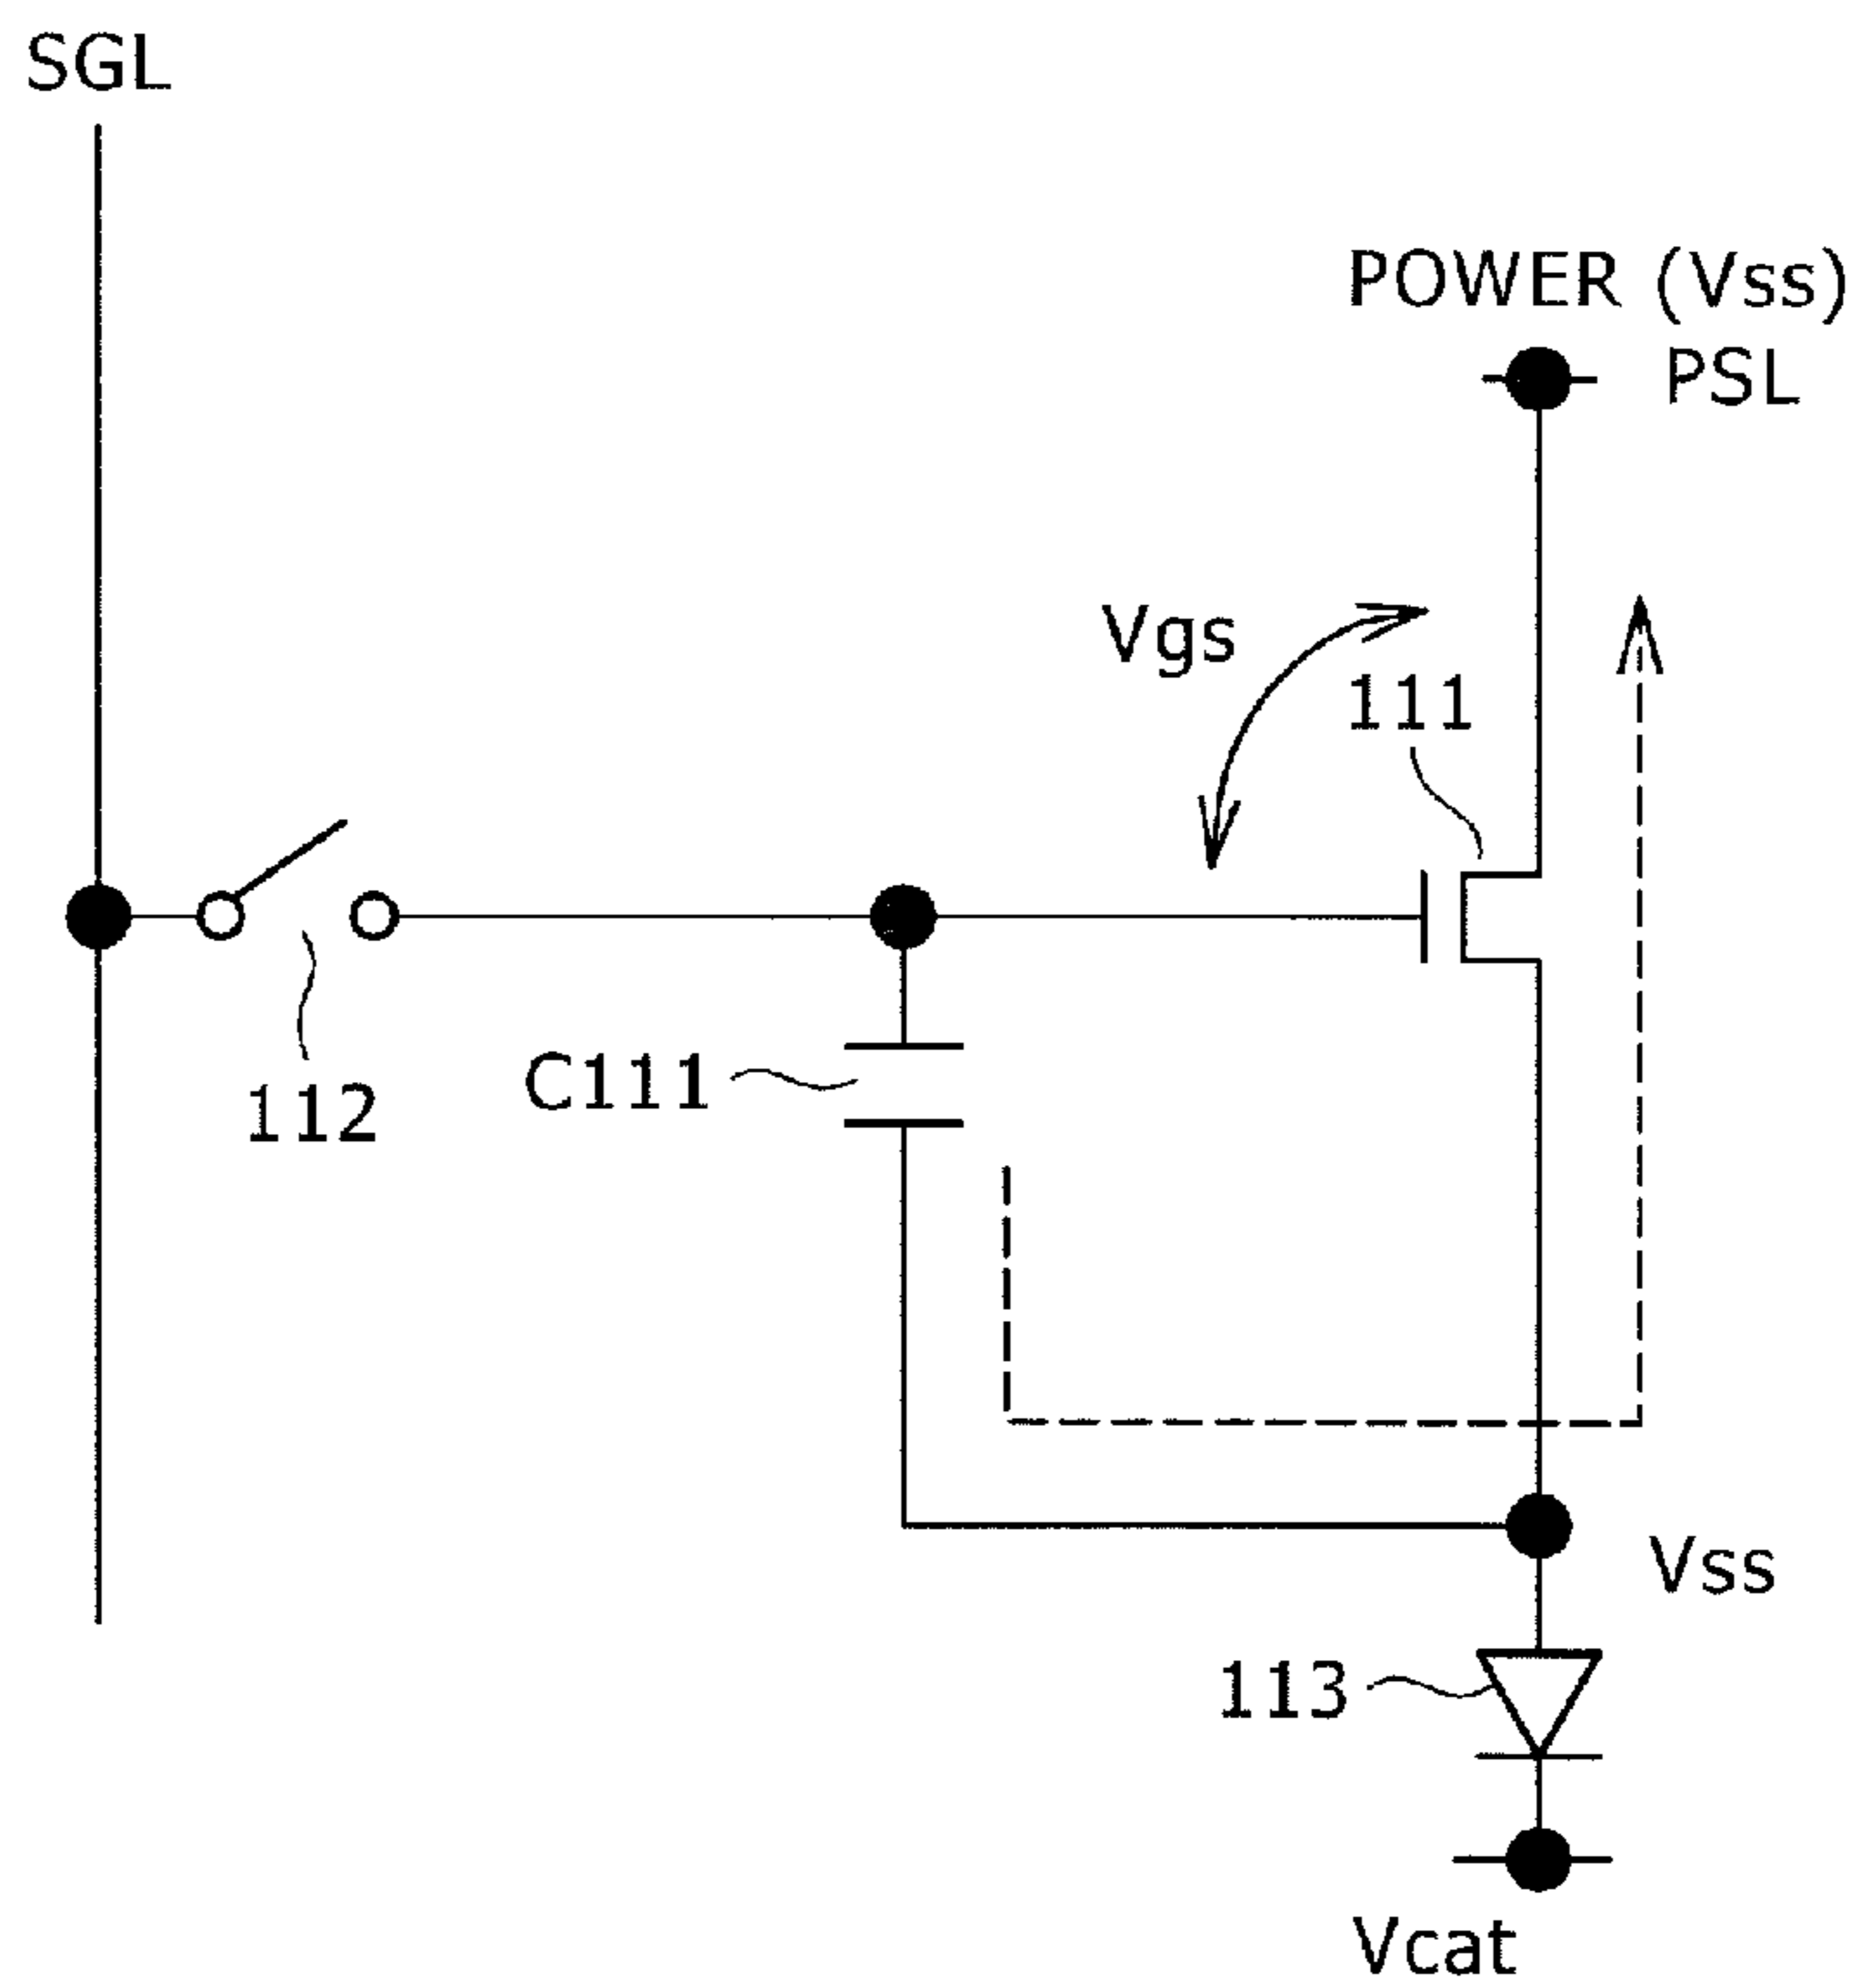 SGL
POWER (Vss)
PSL
Vgs
111
C111
112
Vss
113
Vcat